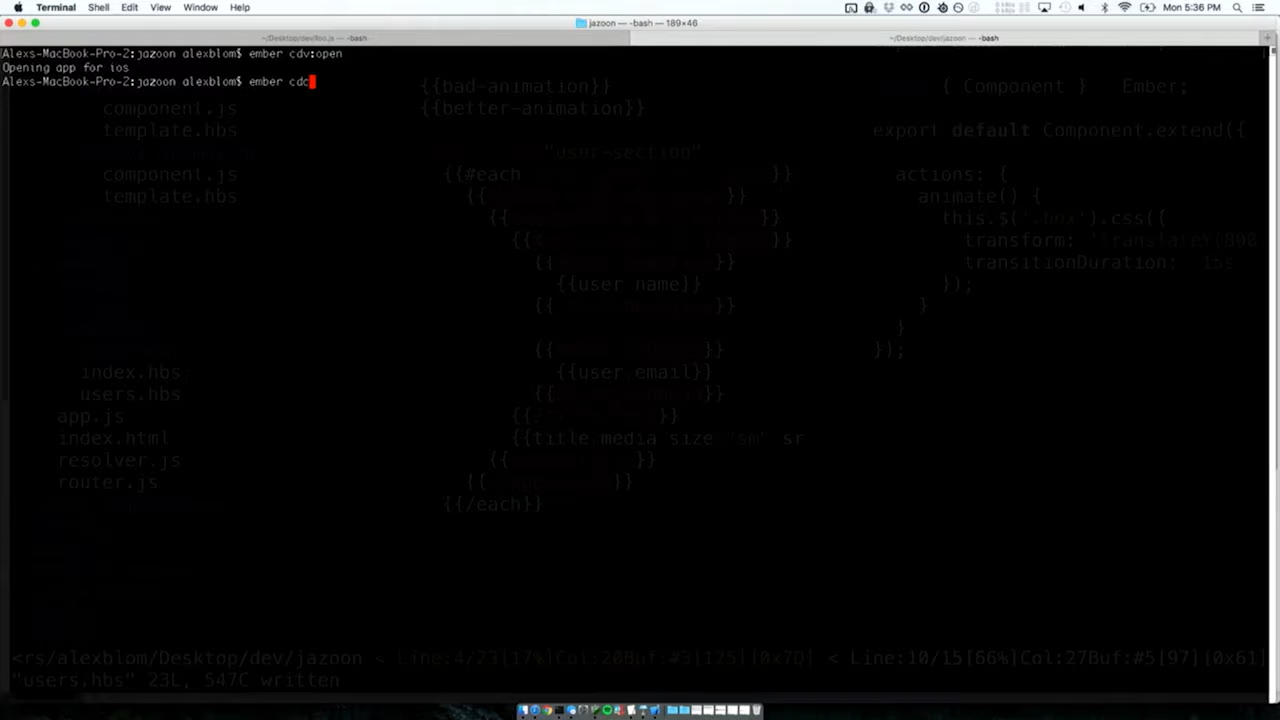 Terminal Shell Edit View Window Help Mon 5:36 PM
jazoon — -bash — 189×46
~/Desktop/dev/foo.js — -bash ~/Desktop/dev/jazoon — -bash
Alexs-MacBook-Pro-2:jazoon alexblom$ ember cdv:open
Opening app for ios
Alexs-MacBook-Pro-2:jazoon alexblom$ ember cdc
component.js
template.hbs
component.js
template.hbs
index.hbs
users.hbs
app.js
index.html
resolver.js
router.js
{{bad-animation}}
{{better-animation}}
"user-section"
{{#each }}
{{ }}
{{ }}
{{ }}
{{ }}
{{user name}}
{{ }}
{{ }}
{{user.email}}
{{ }}
{{ }}
{{title media size "sm" sr
{{ }}
{{ }}
{{/each}}
{ Component } Ember;
export default Component.extend({
actions: {
animate() {
this.$('.box').css({
transform: 'translateY(800
transitionDuration: 1s
});
}
}
});
<rs/alexblom/Desktop/dev/jazoon < Line:4/23[17%]Col:20Buf:#3[125][0x7D] < Line:10/15[66%]Col:27Buf:#5[97][0x61]
"users.hbs" 23L, 547C written